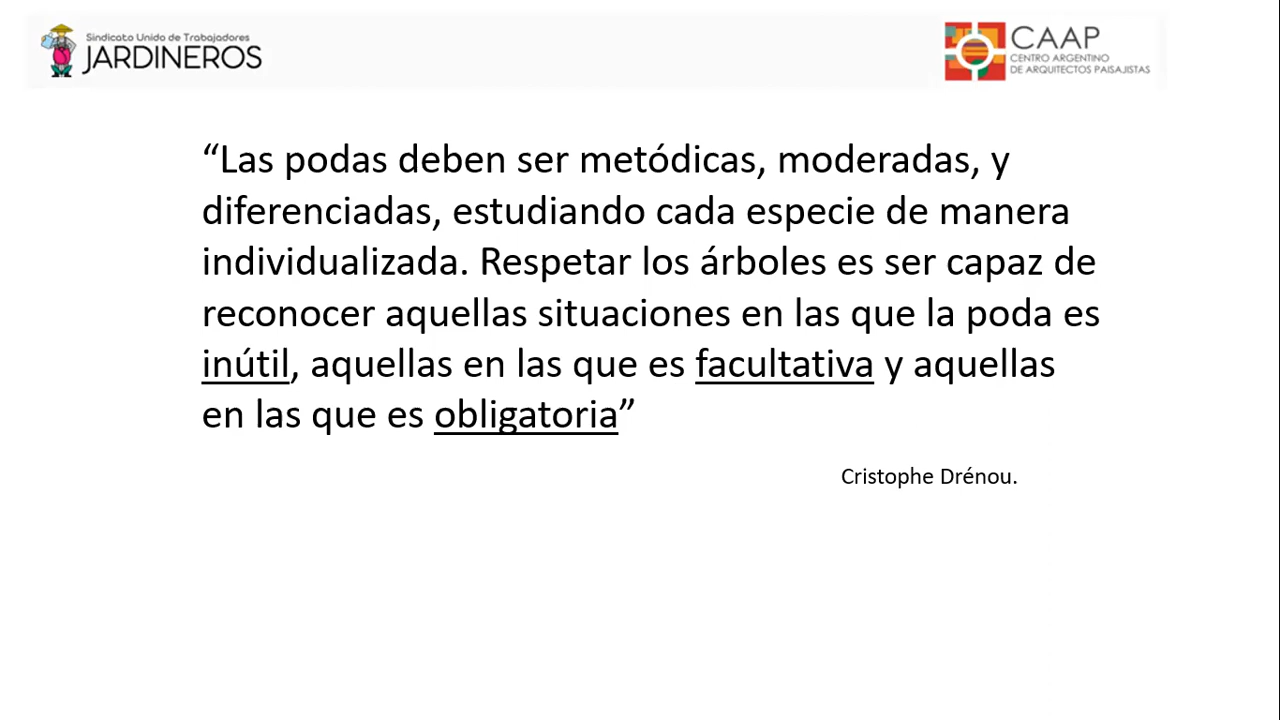 Sindicato Unido de Trabajadores
JARDINEROS
CAAP
CENTRO ARGENTINO
DE ARQUITECTOS PAISAJISTAS
“Las podas deben ser metódicas, moderadas, y
diferenciadas, estudiando cada especie de manera
individualizada. Respetar los árboles es ser capaz de
reconocer aquellas situaciones en las que la poda es
inútil, aquellas en las que es facultativa y aquellas
en las que es obligatoria”
Cristophe Drénou.